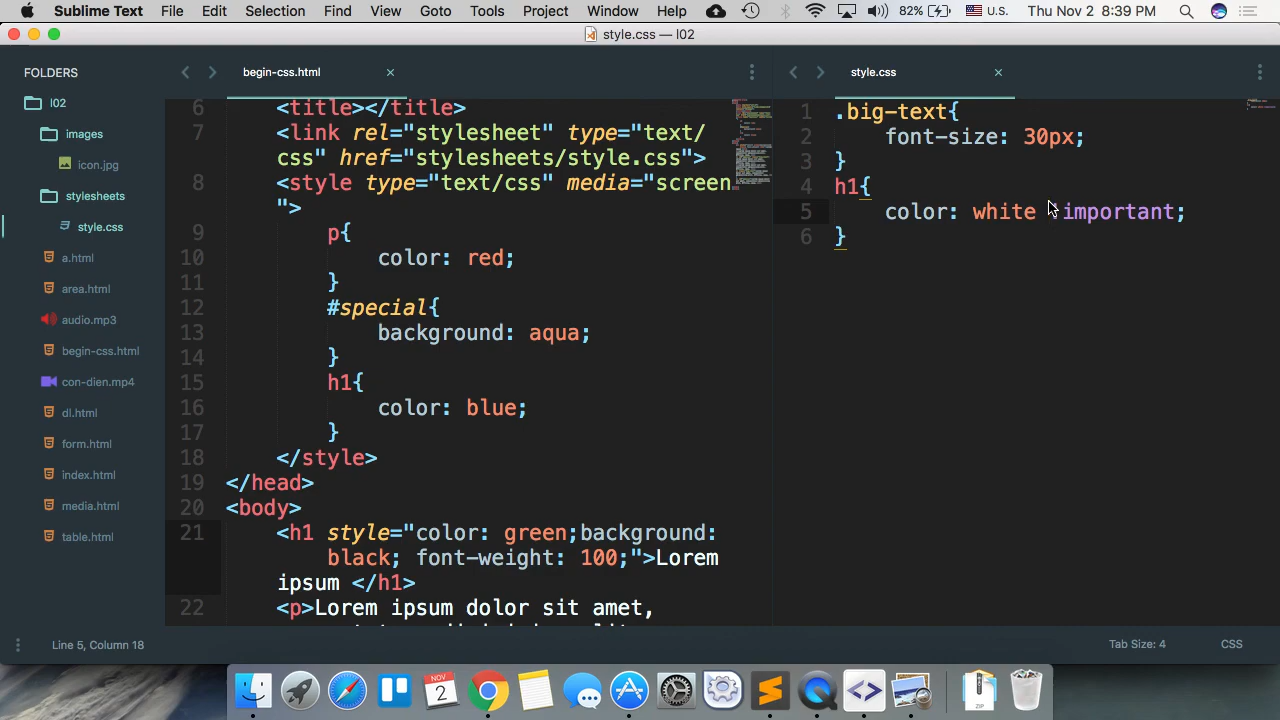 Sublime Text File Edit Selection Find View Goto Tools Project Window Help 82% U.S. Thu Nov 2 8:39 PM
style.css — l02
FOLDERS
l02
images
icon.jpg
stylesheets
style.css
a.html
area.html
audio.mp3
begin-css.html
con-dien.mp4
dl.html
form.html
index.html
media.html
table.html
begin-css.html
6 <title></title>
7 <link rel="stylesheet" type="text/
css" href="stylesheets/style.css">
8 <style type="text/css" media="screen
">
9 p{
10 color: red;
11 }
12 #special{
13 background: aqua;
14 }
15 h1{
16 color: blue;
17 }
18 </style>
19 </head>
20 <body>
21 <h1 style="color: green;background:
black; font-weight: 100;">Lorem
ipsum </h1>
22 <p>Lorem ipsum dolor sit amet,
style.css
1 .big-text{
2 font-size: 30px;
3 }
4 h1{
5 color: white !important;
6 }
Line 5, Column 18
Tab Size: 4
CSS
NOV
2
ZIP